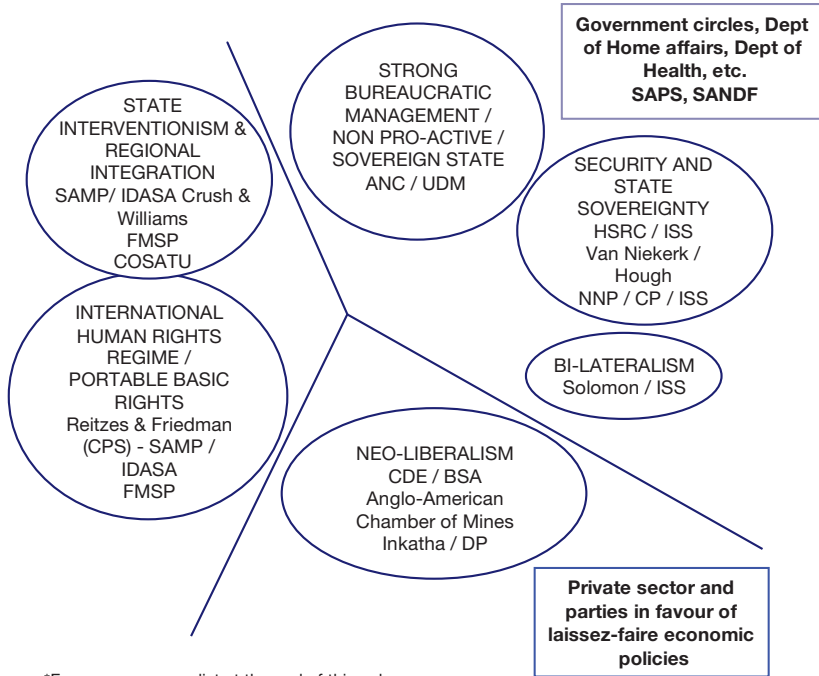 Government circles, Dept
of Home affairs, Dept of
Health, etc.
SAPS, SANDF
STRONG
BUREAUCRATIC
MANAGEMENT /
NON PRO-ACTIVE /
SOVEREIGN STATE
ANC / UDM
STATE
INTERVENTIONISM &
REGIONAL
INTEGRATION
SAMP/ IDASA Crush &
Williams
FMSP
COSATU
SECURITY AND
STATE
SOVEREIGNTY
HSRC / ISS
Van Niekerk /
Hough
NNP / CP / ISS
INTERNATIONAL
HUMAN RIGHTS
REGIME /
PORTABLE BASIC
RIGHTS
Reitzes & Friedman
(CPS) - SAMP /
IDASA
FMSP
BI-LATERALISM
Solomon / ISS
NEO-LIBERALISM
CDE / BSA
Anglo-American
Chamber of Mines
Inkatha / DP
Private sector and
parties in favour of
laissez-faire economic
policies